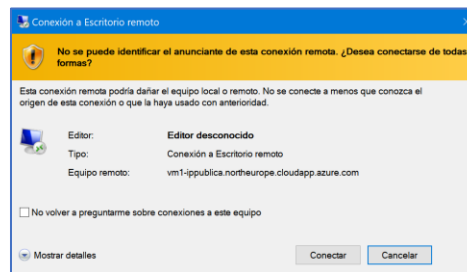 Conexión a Escritorio remoto
No se puede identificar el anunciante de esta conexión remota. ¿Desea conectarse de todas
formas?
Esta conexión remota podría dañar el equipo local o remoto. No se conecte a menos que conozca el
origen de esta conexión o que la haya usado con anterioridad.
Editor: Editor desconocido
Tipo: Conexión a Escritorio remoto
Equipo remoto: vm1-ippublica.northeurope.cloudapp.azure.com
No volver a preguntarme sobre conexiones a este equipo
Mostrar detalles Conectar Cancelar